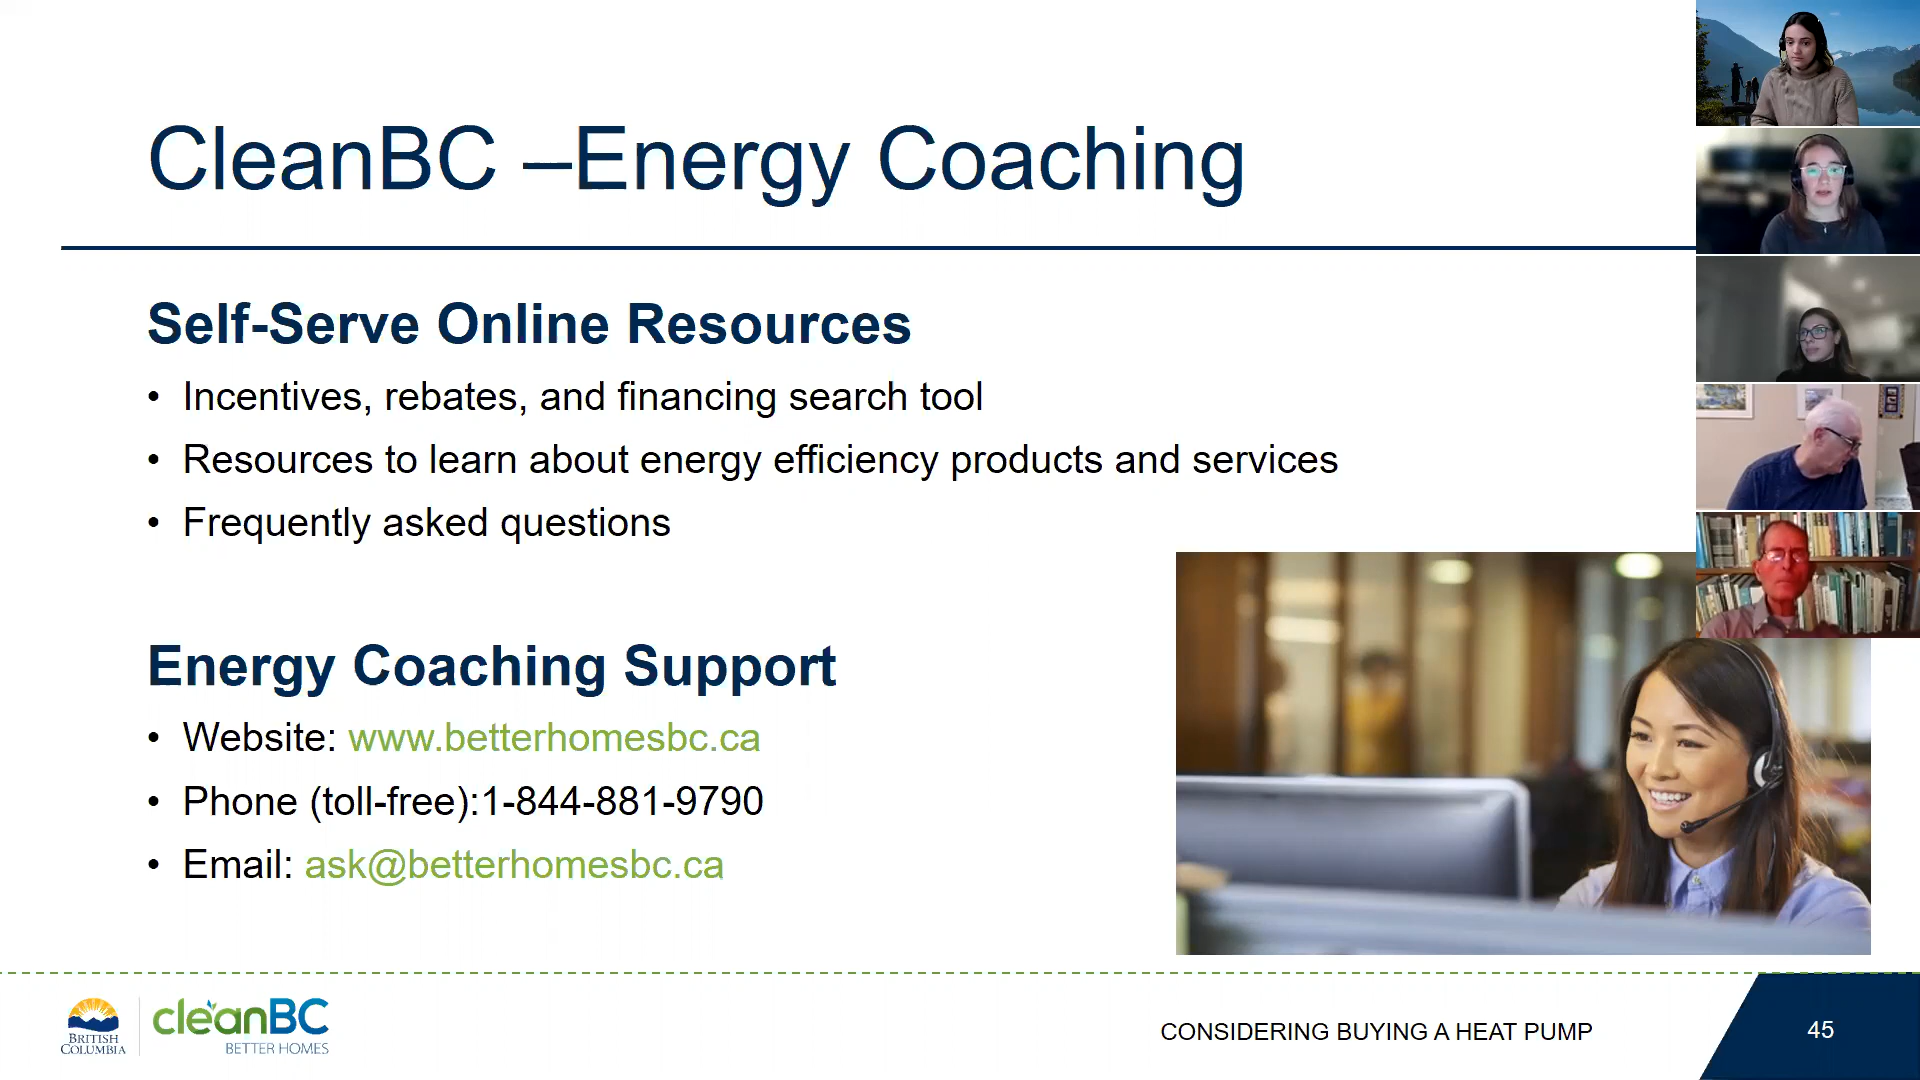 CleanBC –Energy Coaching
Self-Serve Online Resources
• Incentives, rebates, and financing search tool
• Resources to learn about energy efficiency products and services
• Frequently asked questions
Energy Coaching Support
• Website: www.betterhomesbc.ca
• Phone (toll-free):1-844-881-9790
• Email: ask@betterhomesbc.ca
BRITISH
COLUMBIA
cleanBC
BETTER HOMES
CONSIDERING BUYING A HEAT PUMP
45